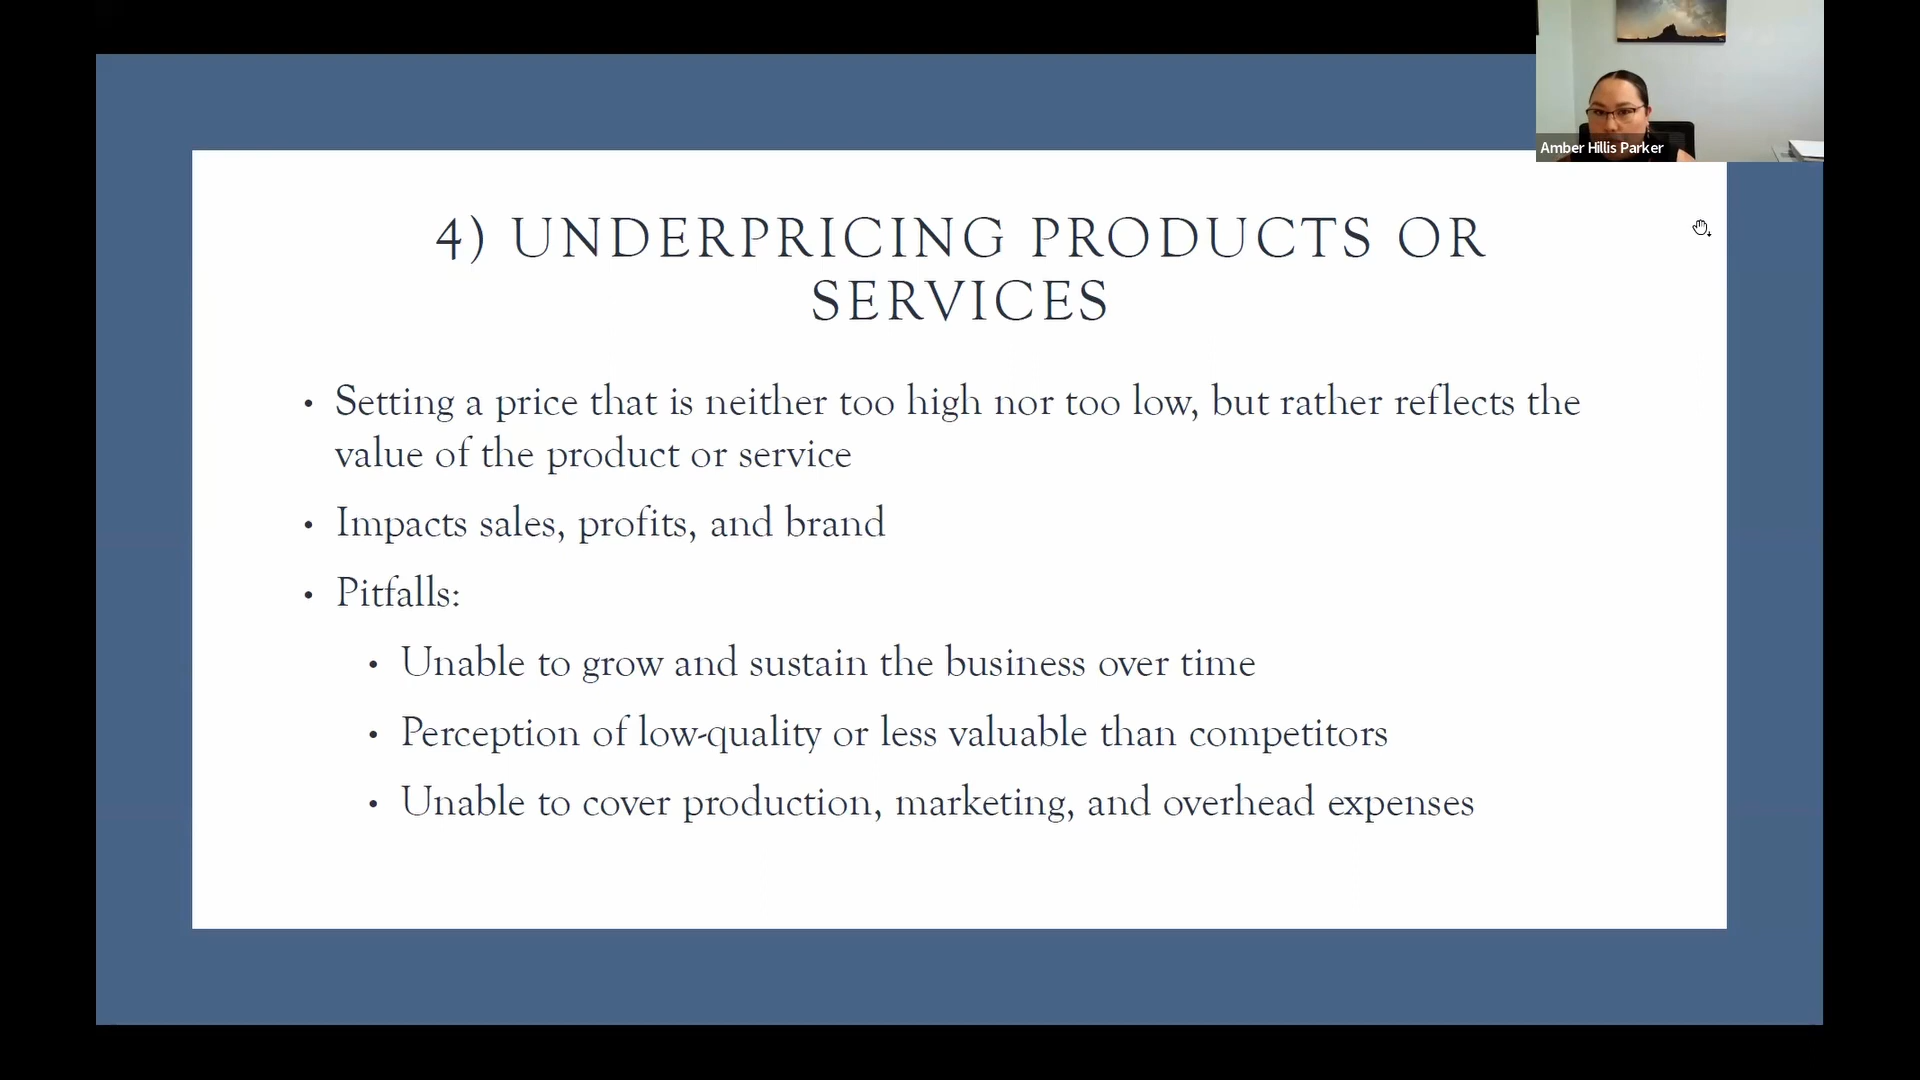 Amber Hillis Parker
4) UNDERPRICING PRODUCTS OR
SERVICES
• Setting a price that is neither too high nor too low, but rather reflects the
value of the product or service
• Impacts sales, profits, and brand
• Pitfalls:
• Unable to grow and sustain the business over time
• Perception of low-quality or less valuable than competitors
• Unable to cover production, marketing, and overhead expenses